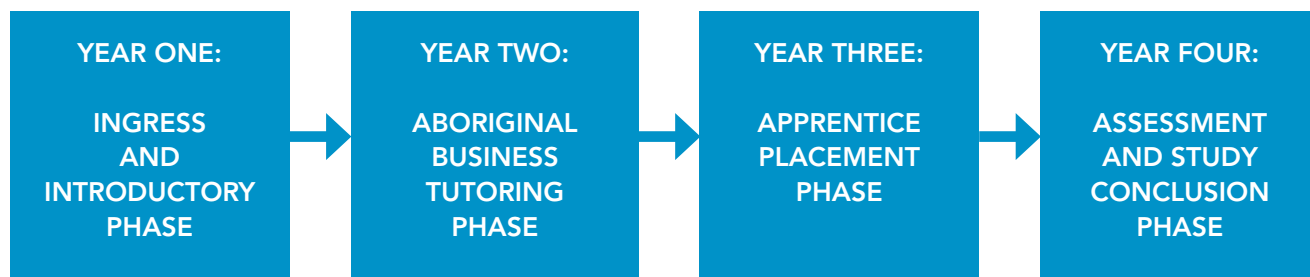 YEAR ONE:
INGRESS
AND
INTRODUCTORY
PHASE
YEAR TWO:
ABORIGINAL
BUSINESS
TUTORING
PHASE
YEAR THREE:
APPRENTICE
PLACEMENT
PHASE
YEAR FOUR:
ASSESSMENT
AND STUDY
CONCLUSION
PHASE